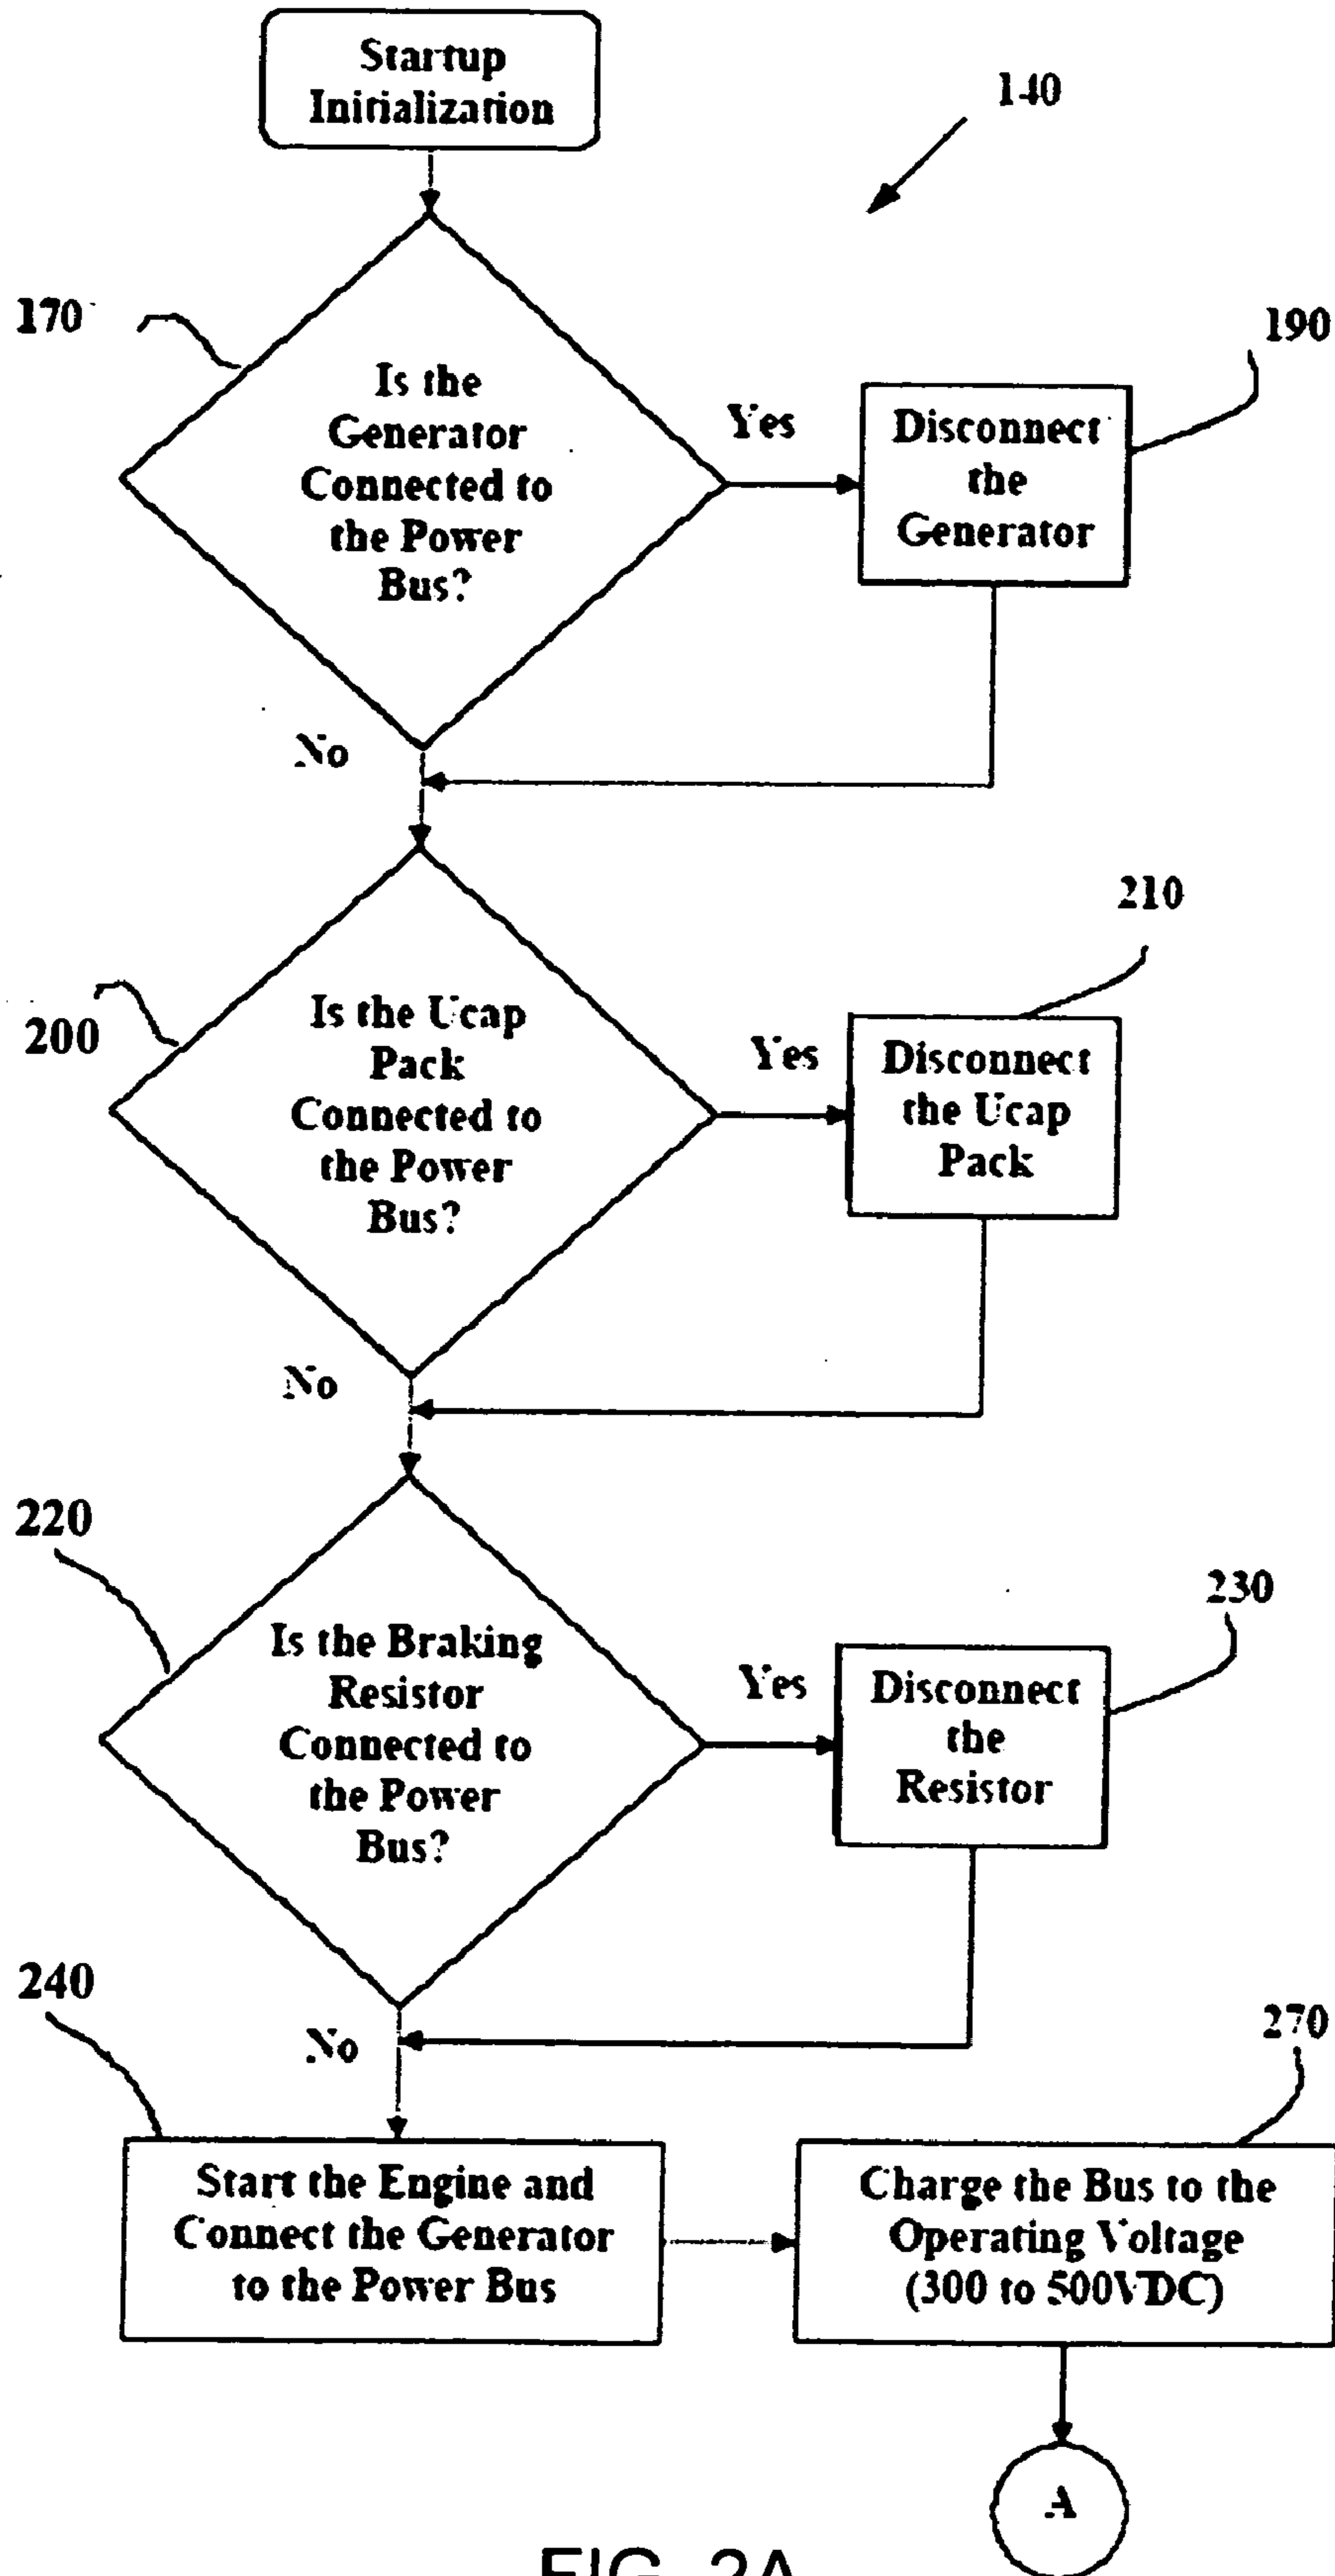 Startup
Initialization
140
170
Is the
Generator
Connected to
the Power
Bus?
Yes
190
Disconnect
the
Generator
No
200
Is the Ucap
Pack
Connected to
the Power
Bus?
Yes
210
Disconnect
the Ucap
Pack
No
220
Is the Braking
Resistor
Connected to
the Power
Bus?
Yes
230
Disconnect
the
Resistor
No
240
Start the Engine and
Connect the Generator
to the Power Bus
270
Charge the Bus to the
Operating Voltage
(300 to 500VDC)
A
FIG. 2A